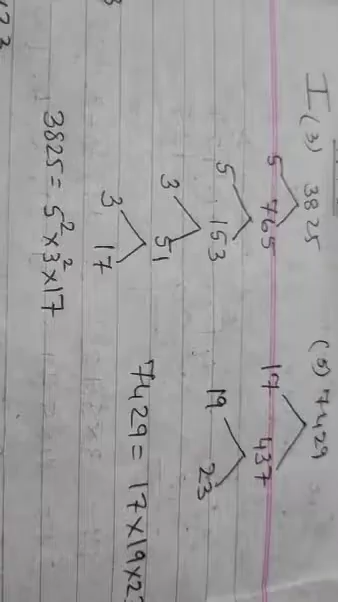 I (3) 3825
5 765
5 153
3 51
3 17
3825 = 5² × 3² × 17
(5) 7429
17 437
19 23
7429 = 17 × 19 × 2